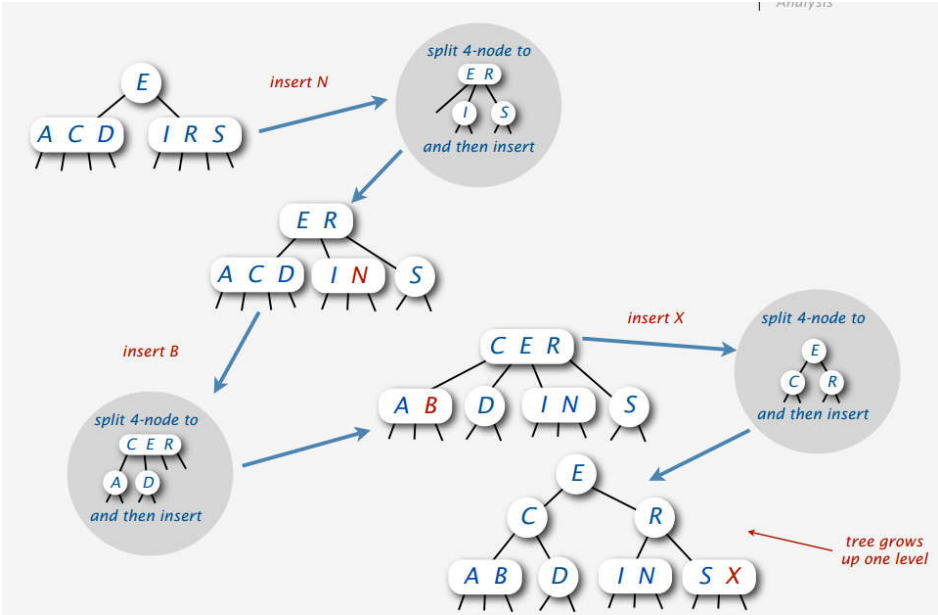 Analysis
split 4-node to
E R
I S
and then insert
insert N
E
A C D I R S
E R
A C D I N S
insert B
split 4-node to
C E R
A D
and then insert
C E R
A B D I N S
insert X
split 4-node to
E
C R
and then insert
E
C R
A B D I N S X
tree grows
up one level